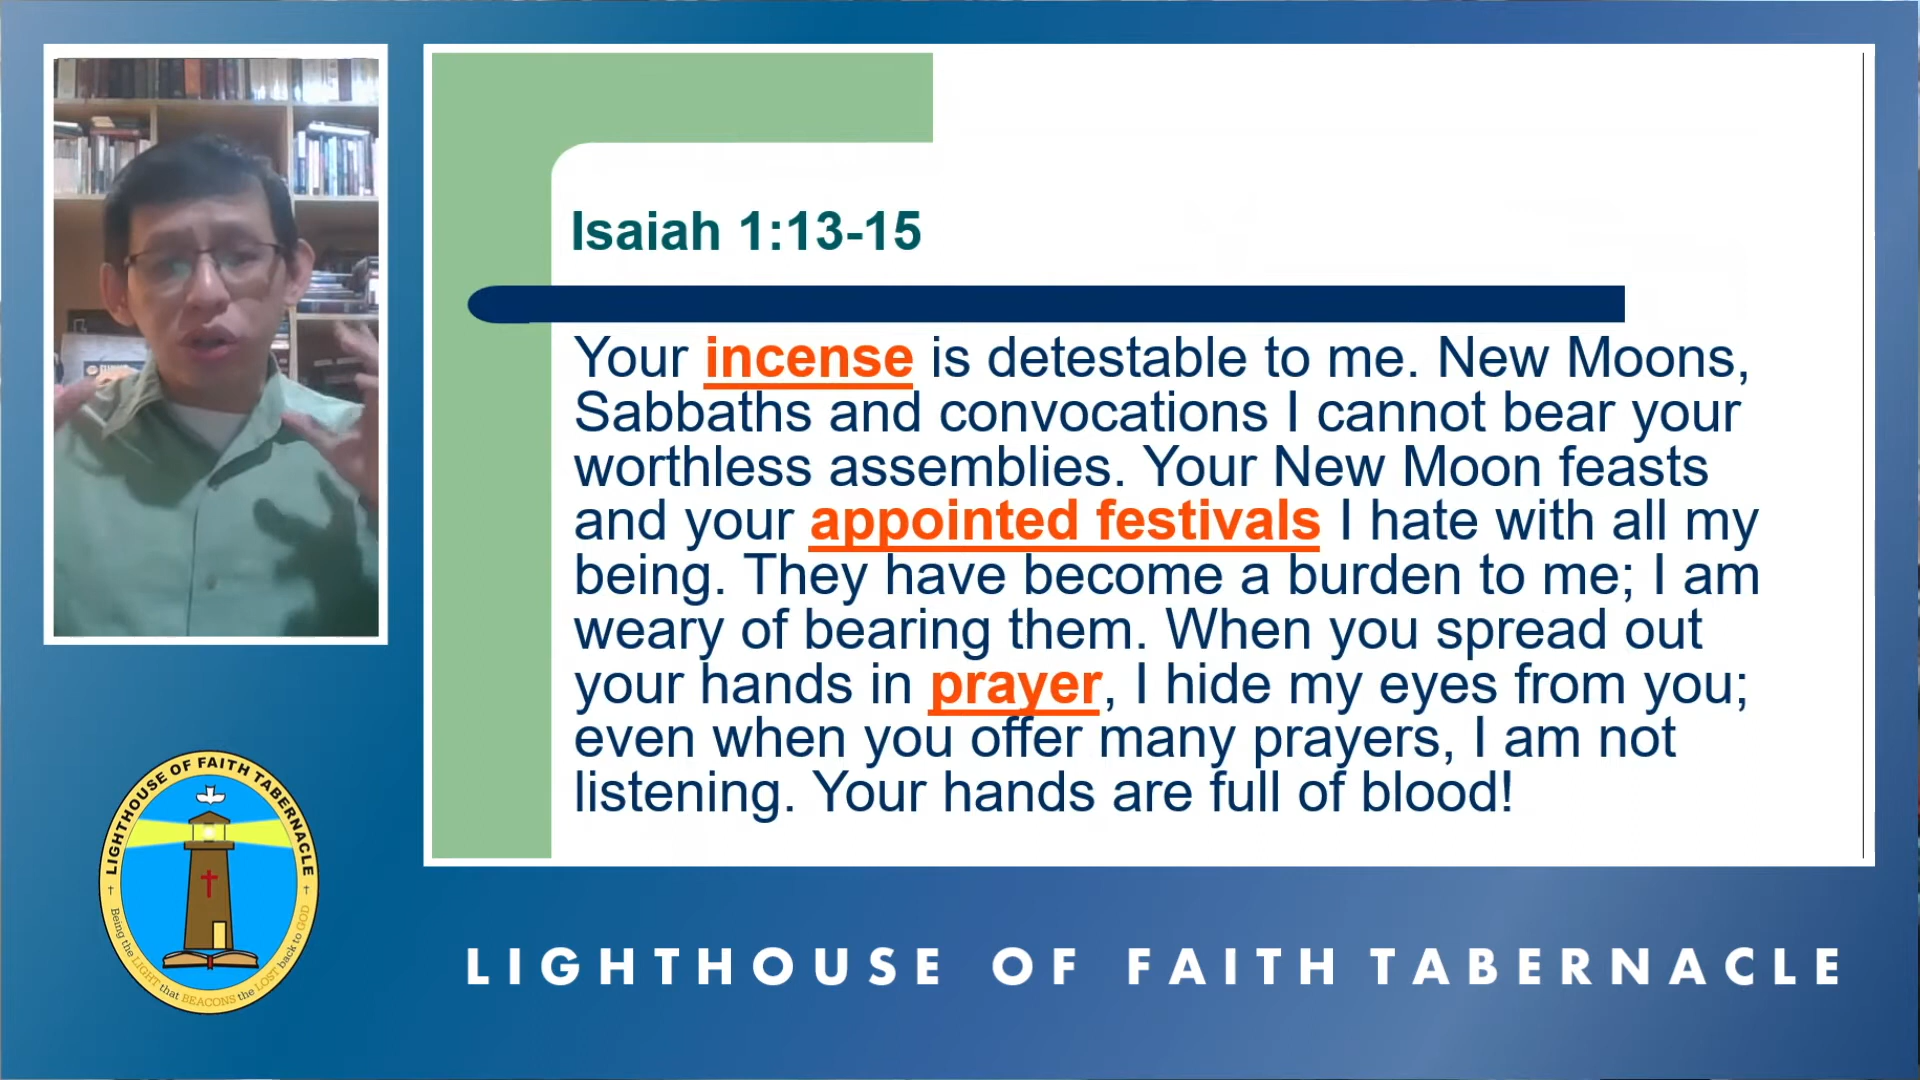 Isaiah 1:13-15
Your incense is detestable to me. New Moons,
Sabbaths and convocations I cannot bear your
worthless assemblies. Your New Moon feasts
and your appointed festivals I hate with all my
being. They have become a burden to me; I am
weary of bearing them. When you spread out
your hands in prayer, I hide my eyes from you;
even when you offer many prayers, I am not
listening. Your hands are full of blood!
LIGHTHOUSE OF FAITH TABERNACLE
Being the LIGHT that BEACONS the LOST back to GOD
LIGHTHOUSE OF FAITH TABERNACLE